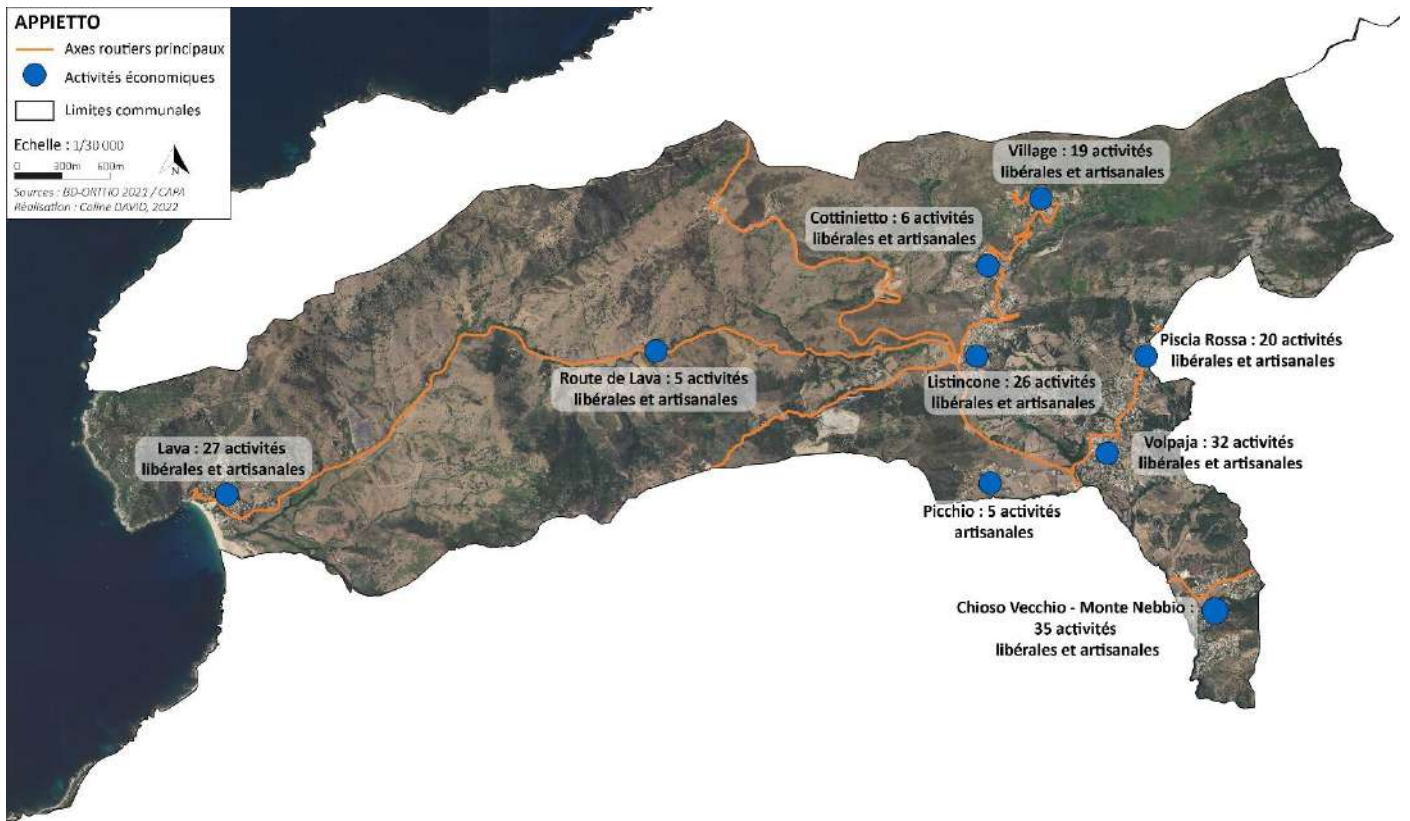 APPIETTO
Axes routiers principaux
Activités économiques
Limites communales
Echelle : 1/30 000
0 300m 600m
N
Sources : BD-ORTHO 2021 / CAPA
Réalisation : Coline DAVID, 2022
Village : 19 activités
libérales et artisanales
Cottinietto : 6 activités
libérales et artisanales
Piscia Rossa : 20 activités
libérales et artisanales
Route de Lava : 5 activités
libérales et artisanales
Listincone : 26 activités
libérales et artisanales
Lava : 27 activités
libérales et artisanales
Volpaja : 32 activités
libérales et artisanales
Picchio : 5 activités
artisanales
Chioso Vecchio - Monte Nebbio :
35 activités
libérales et artisanales